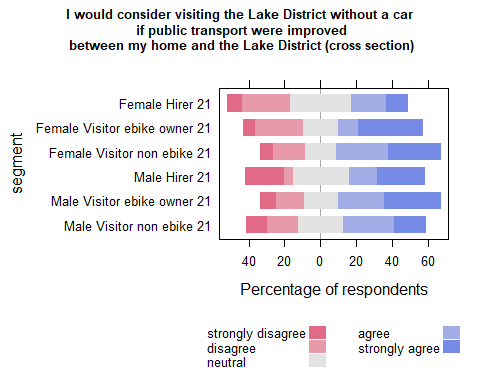 I would consider visiting the Lake District without a car
if public transport were improved
between my home and the Lake District (cross section)
segment
Female Hirer 21
Female Visitor ebike owner 21
Female Visitor non ebike 21
Male Hirer 21
Male Visitor ebike owner 21
Male Visitor non ebike 21
40 20 0 20 40 60
Percentage of respondents
strongly disagree
disagree
neutral
agree
strongly agree